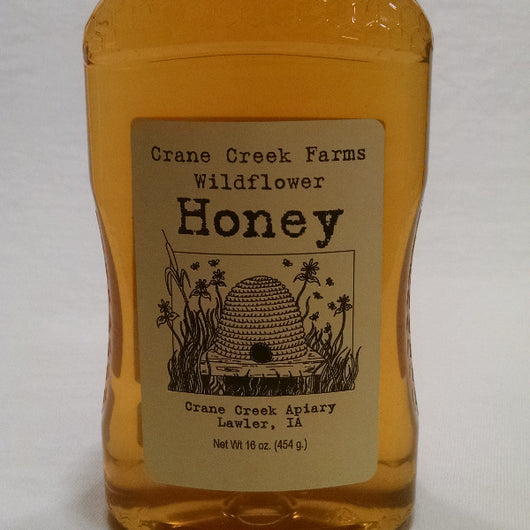 Crane Creek Farms
Wildflower
Honey
Crane Creek Apiary
Lawler, IA
Net Wt 16 oz. (454 g.)